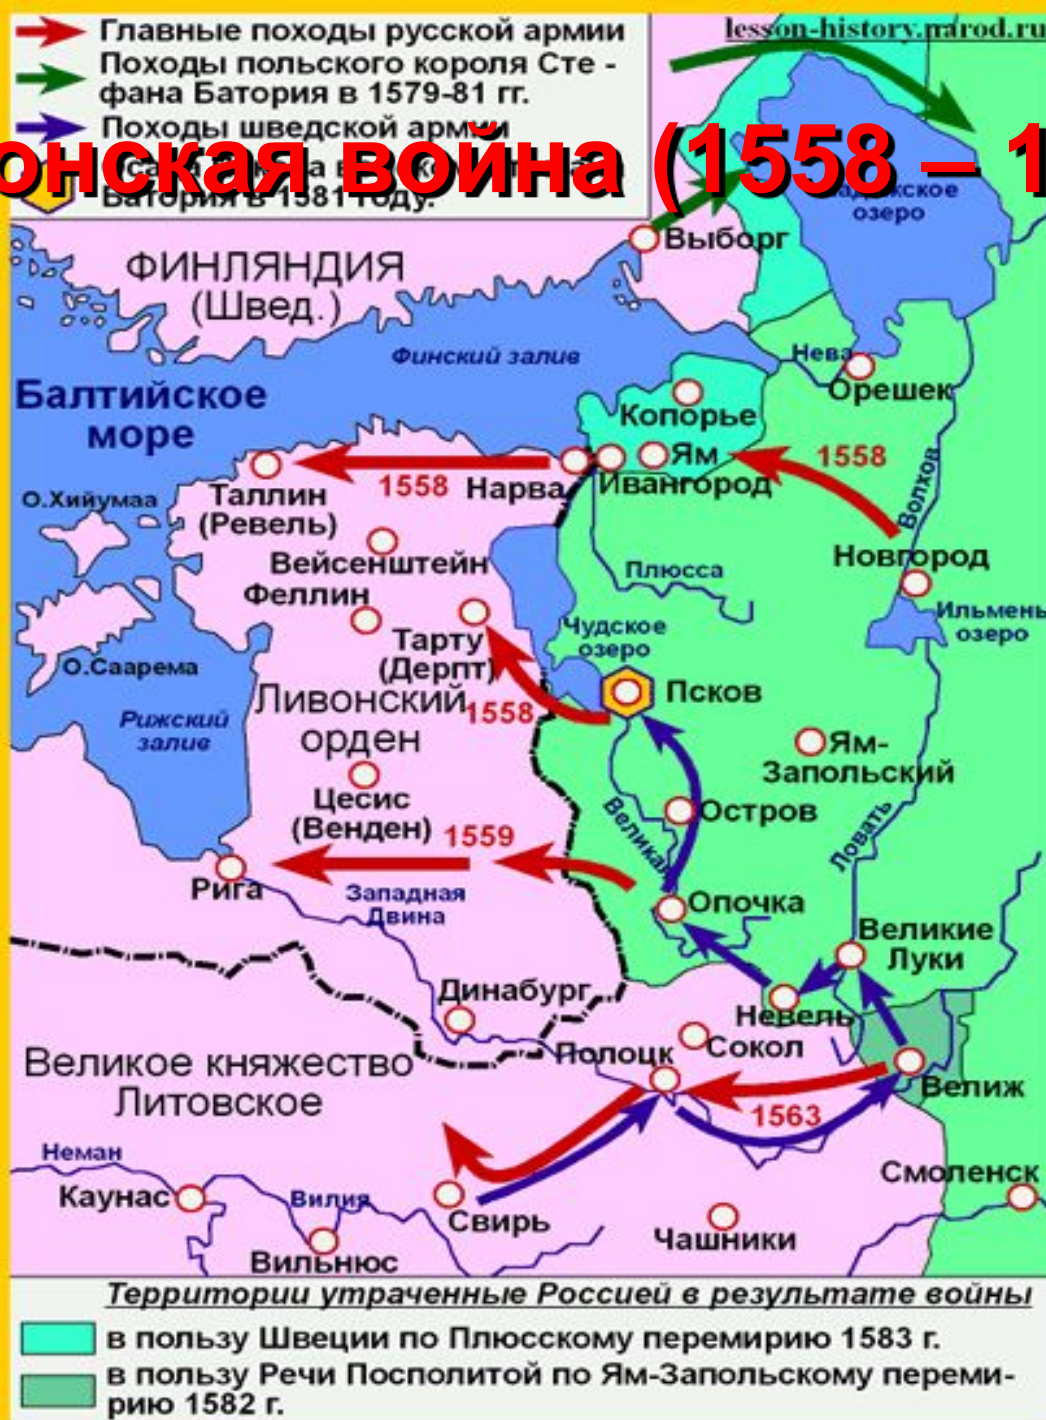 lesson-history.narod.ru
Главные походы русской армии
Походы польского короля Сте -
фана Батория в 1579-81 гг.
Походы шведской армии
Батория в 1581 году.
онская война (1558 – 1
озеро
Выборг
ФИНЛЯНДИЯ
(Швед.)
Финский залив
Нева
Орешек
Балтийское
море
Копорье
Ям
1558
Волхов
Таллин
(Ревель)
1558
Нарва
Ивангород
О.Хийумаа
Вейсенштейн
Новгород
Плюсса
Феллин
Ильмень
озеро
Тарту
(Дерпт)
Чудское
озеро
О.Саарема
Ливонский
орден
1558
Псков
Рижский
залив
Ям-
Запольский
Цесис
(Венден)
Остров
1559
Великая
Ловать
Рига
Западная
Двина
Опочка
Великие
Луки
Динабург
Невель
Великое княжество
Литовское
Полоцк
Сокол
Велиж
1563
Неман
Каунас
Вилия
Свирь
Смоленск
Чашники
Вильнюс
Территории утраченные Россией в результате войны
в пользу Швеции по Плюсскому перемирию 1583 г.
в пользу Речи Посполитой по Ям-Запольскому переми-
рию 1582 г.